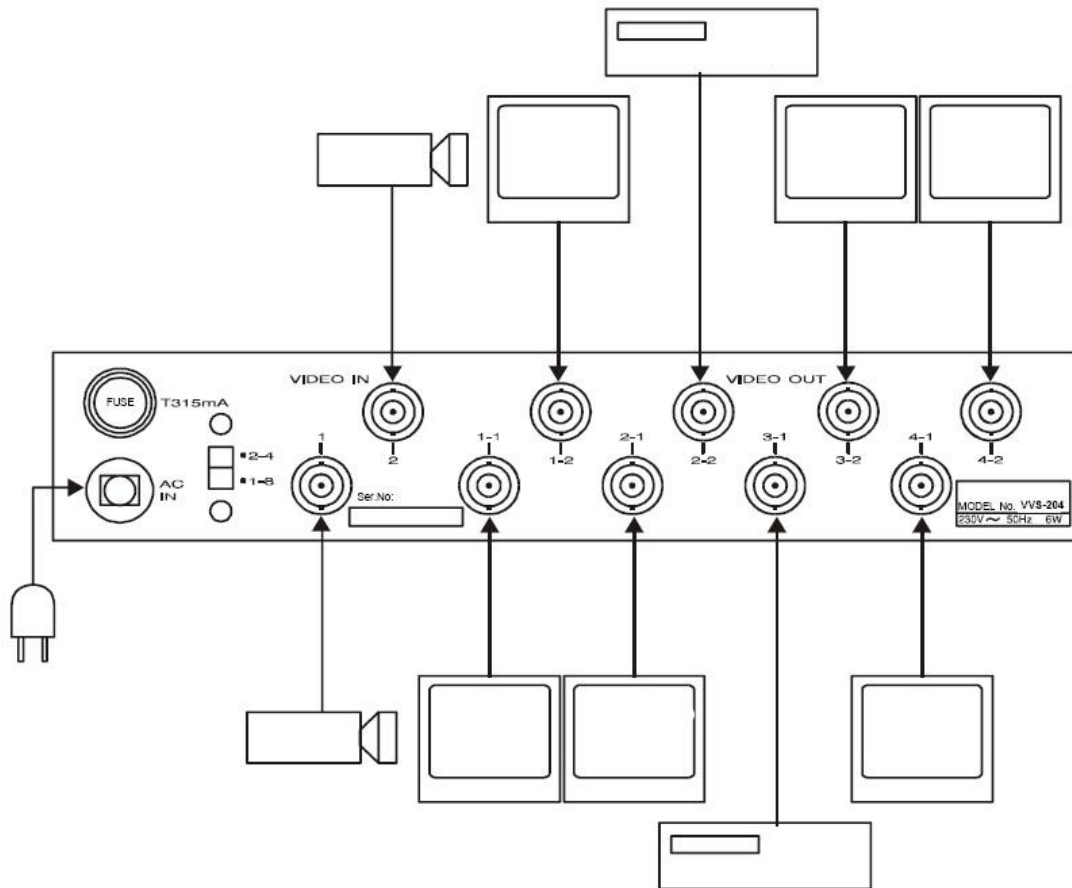 VIDEO IN
VIDEO OUT
FUSE
T315mA
1
2
1-1
1-2
2-1
2-2
3-1
3-2
4-1
4-2
2-4
1-8
AC
IN
Ser.No:
MODEL No. VVS-204
230V ~ 50Hz 6W